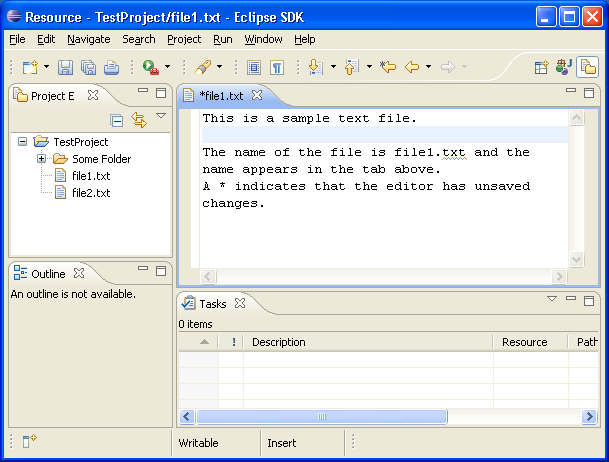 Resource - TestProject/file1.txt - Eclipse SDK
File Edit Navigate Search Project Run Window Help
Project E
TestProject
Some Folder
file1.txt
file2.txt
*file1.txt
This is a sample text file.
The name of the file is file1.txt and the
name appears in the tab above.
A * indicates that the editor has unsaved
changes.
Outline
An outline is not available.
Tasks
0 items
! Description Resource Path
Writable Insert